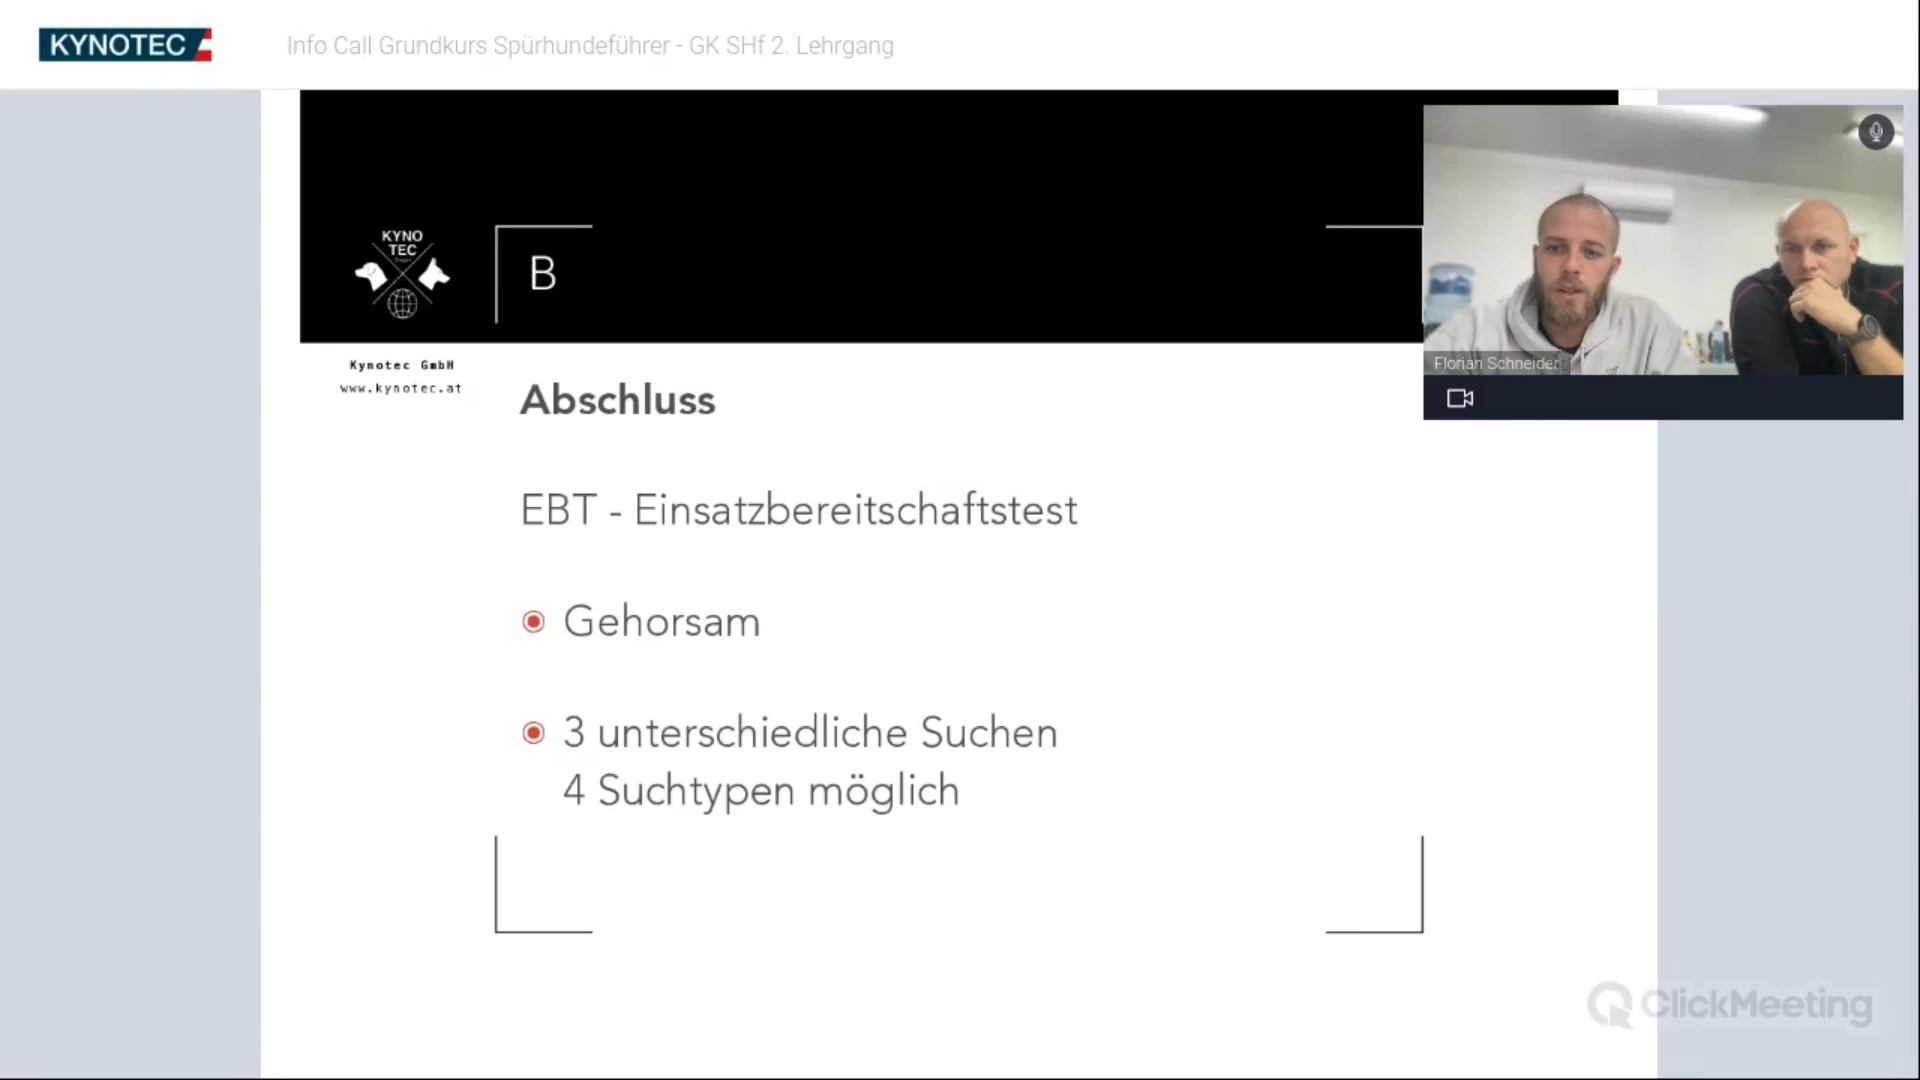 KYNOTEC
Info Call Grundkurs Spürhundeführer - GK SHf 2. Lehrgang
KYNO
TEC
B
Florian Schneider
Kynotec GmbH
www.kynotec.at
Abschluss
EBT - Einsatzbereitschaftstest
Gehorsam
3 unterschiedliche Suchen
4 Suchtypen möglich
ClickMeeting